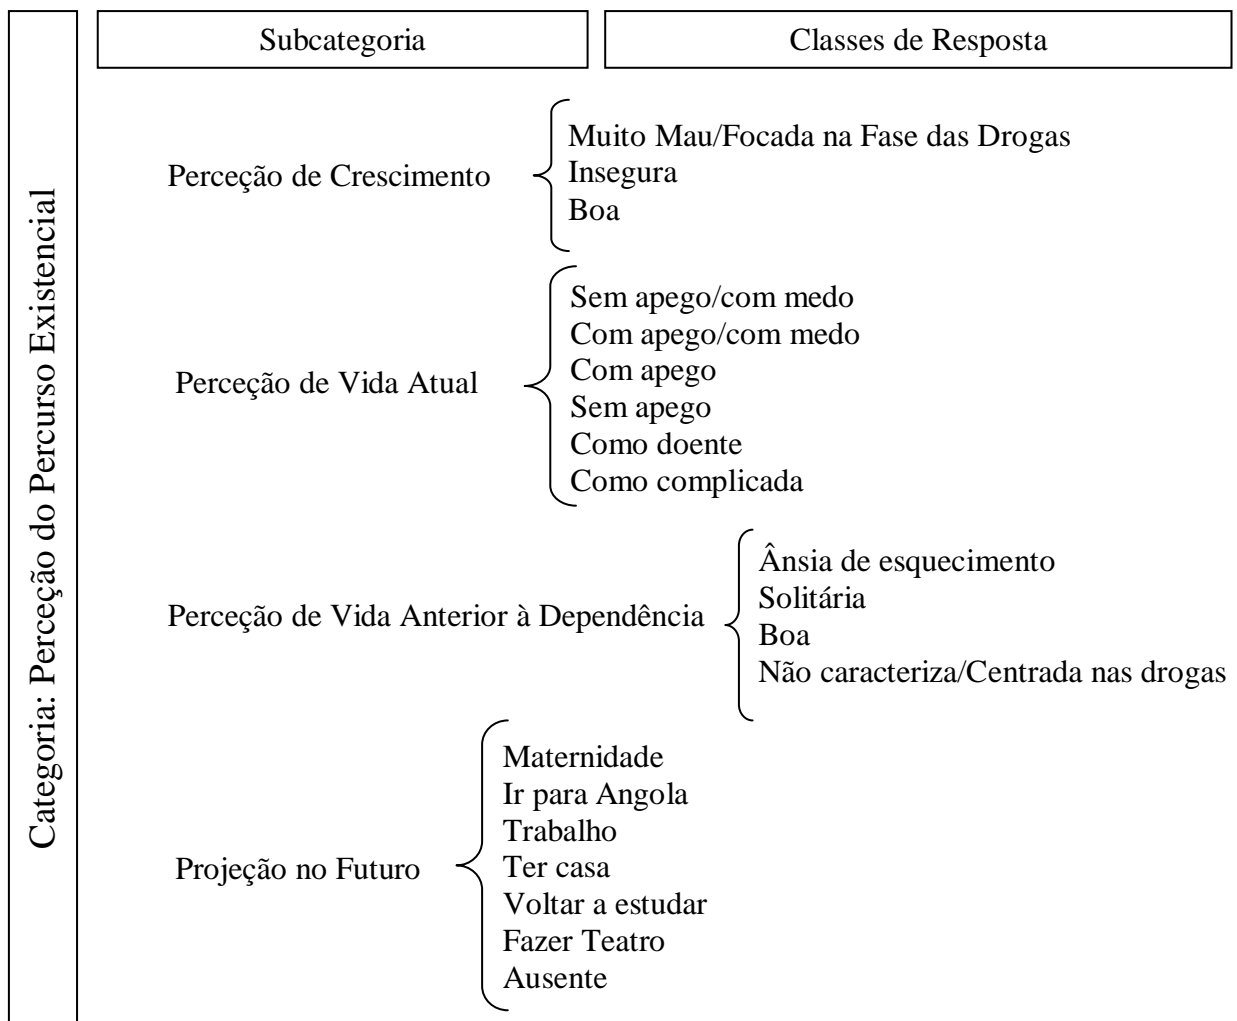 Categoria: Perceção do Percurso Existencial
Subcategoria
Classes de Resposta
Perceção de Crescimento
Muito Mau/Focada na Fase das Drogas
Insegura
Boa
Perceção de Vida Atual
Sem apego/com medo
Com apego/com medo
Com apego
Sem apego
Como doente
Como complicada
Perceção de Vida Anterior à Dependência
Ânsia de esquecimento
Solitária
Boa
Não caracteriza/Centrada nas drogas
Projeção no Futuro
Maternidade
Ir para Angola
Trabalho
Ter casa
Voltar a estudar
Fazer Teatro
Ausente